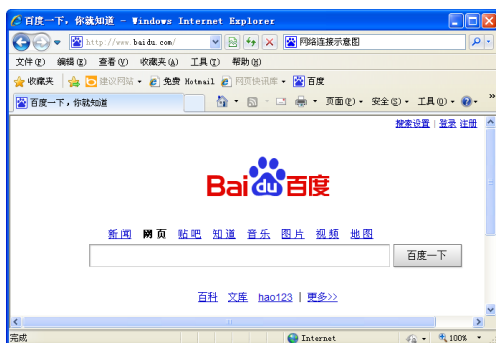 百度一下，你就知道 - Windows Internet Explorer
http://www.baidu.com/ 网络连接示意图
文件(F) 编辑(E) 查看(V) 收藏夹(A) 工具(T) 帮助(H)
收藏夹 建议网站 免费 Hotmail 网页快讯库 百度
百度一下，你就知道 页面(P) 安全(S) 工具(O) »
搜索设置 | 登录 注册
Bai du 百度
新闻 网页 贴吧 知道 音乐 图片 视频 地图
百度一下
百科 文库 hao123 | 更多>>
完成 Internet 100%